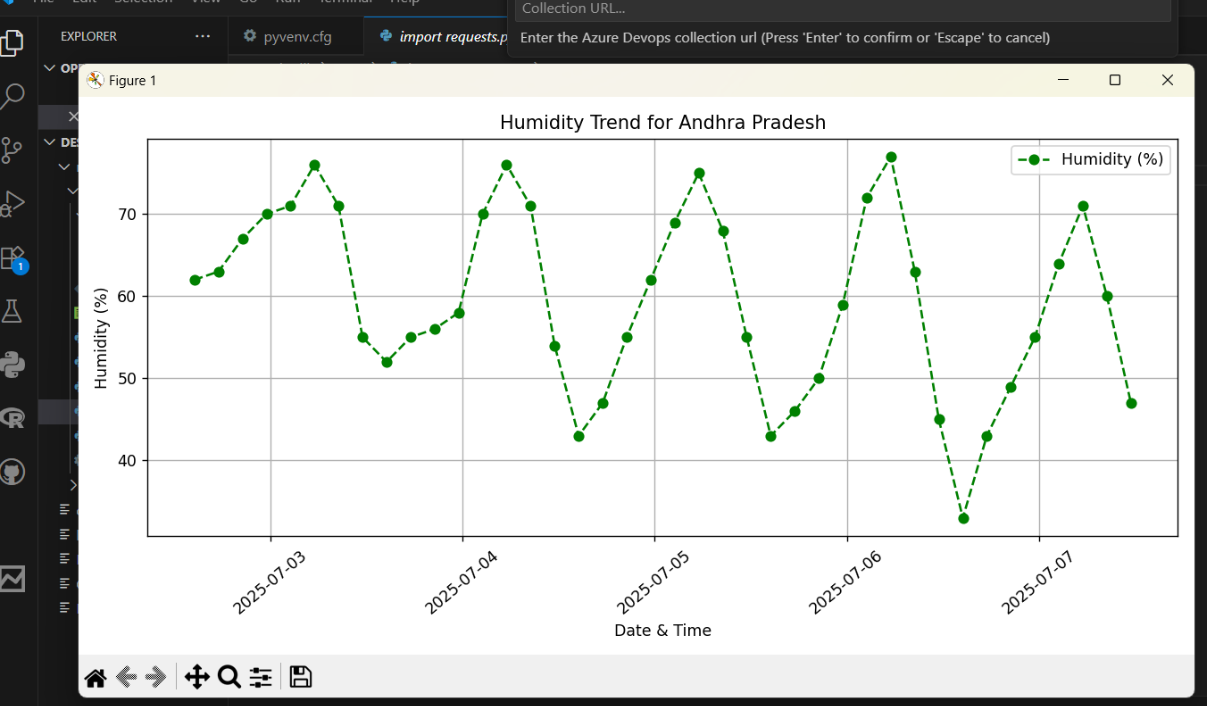 Collection URL...
EXPLORER
pyvenv.cfg
import requests.p
Enter the Azure Devops collection url (Press 'Enter' to confirm or 'Escape' to cancel)
OP
DES
1
Figure 1
Humidity Trend for Andhra Pradesh
Humidity (%)
70
60
50
40
Humidity (%)
2025-07-03
2025-07-04
2025-07-05
2025-07-06
2025-07-07
Date & Time